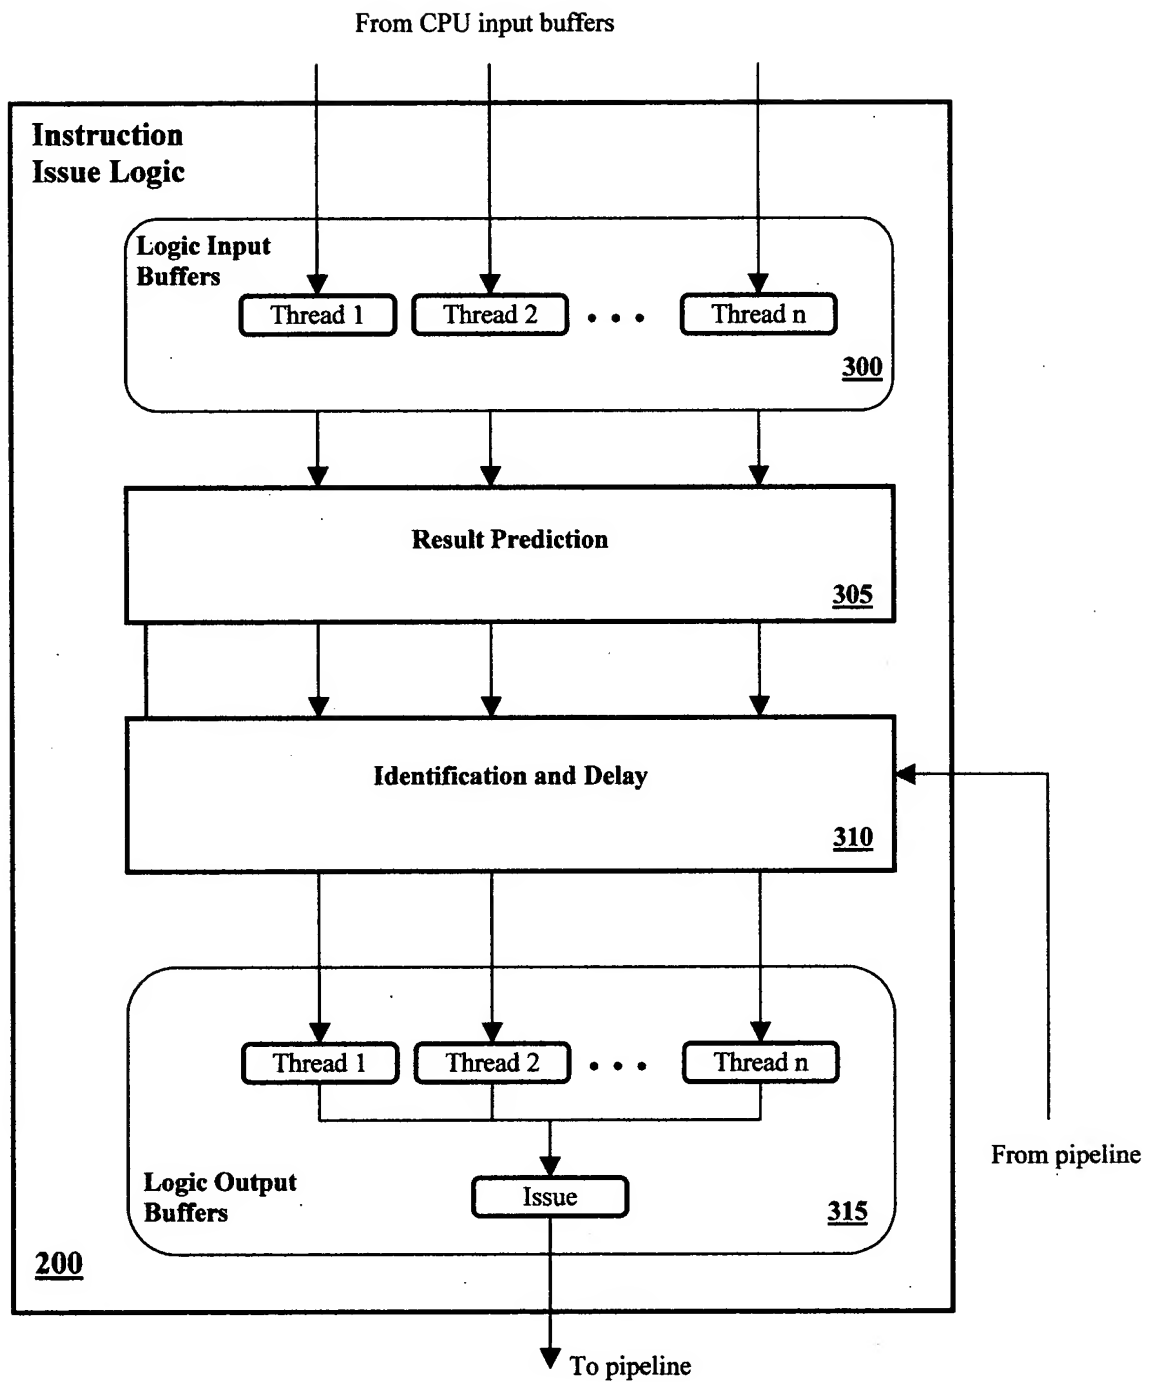 From CPU input buffers
Instruction
Issue Logic
Logic Input
Buffers
Thread 1 Thread 2 • • • Thread n
300
Result Prediction
305
Identification and Delay
310
Thread 1 Thread 2 • • • Thread n
From pipeline
Logic Output
Buffers
Issue
315
200
To pipeline